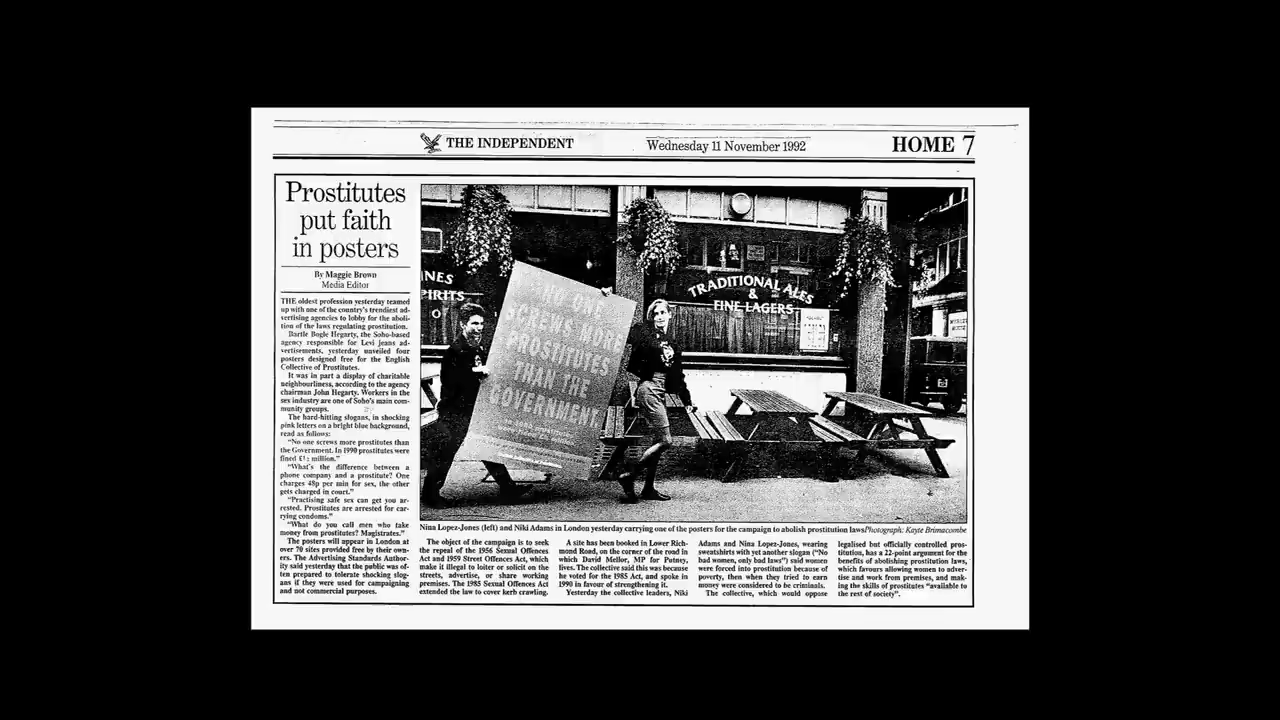 THE INDEPENDENT
Wednesday 11 November 1992
HOME 7
Prostitutes
put faith
in posters
By Maggie Brown
Media Editor
THE oldest profession yesterday teamed
up with one of the country's trendiest ad-
vertising agencies to lobby for the aboli-
tion of the laws regulating prostitution.
Bartle Bogle Hegarty, the Soho-based
agency responsible for Levi jeans ad-
vertisements, yesterday unveiled four
posters designed free for the English
Collective of Prostitutes.
It was in part a display of charitable
neighbourliness, according to the agency
chairman John Hegarty. Workers in the
sex industry are one of Soho's main com-
munity groups.
The hard-hitting slogans, in shocking
pink letters on a bright blue background,
read as follows:
"No one screws more prostitutes than
the Government. In 1990 prostitutes were
fined £½ million."
"What's the difference between a
phone company and a prostitute? One
charges 48p per min for sex, the other
gets charged in court."
"Practising safe sex can get you ar-
rested. Prostitutes are arrested for car-
rying condoms."
"What do you call men who take
money from prostitutes? Magistrates."
The posters will appear in London at
over 70 sites provided free by their own-
ers. The Advertising Standards Author-
ity said yesterday that the public was of-
ten prepared to tolerate shocking slog-
ans if they were used for campaigning
and not commercial purposes.
INES
PIRITS
NO ONE
SCREWS MORE
PROSTITUTES
THAN THE
GOVERNMENT.
TRADITIONAL ALES
&
FINE LAGERS
Nina Lopez-Jones (left) and Niki Adams in London yesterday carrying one of the posters for the campaign to abolish prostitution laws Photograph: Kayte Brimacombe
The object of the campaign is to seek
the repeal of the 1956 Sexual Offences
Act and 1959 Street Offences Act, which
make it illegal to loiter or solicit on the
streets, advertise, or share working
premises. The 1985 Sexual Offences Act
extended the law to cover kerb crawling.
A site has been booked in Lower Rich-
mond Road, on the corner of the road in
which David Mellor, MP for Putney,
lives. The collective said this was because
he voted for the 1985 Act, and spoke in
1990 in favour of strengthening it.
Yesterday the collective leaders, Niki
Adams and Nina Lopez-Jones, wearing
sweatshirts with yet another slogan ("No
bad women, only bad laws") said women
were forced into prostitution because of
poverty, then when they tried to earn
money were considered to be criminals.
The collective, which would oppose
legalised but officially controlled pros-
titution, has a 22-point argument for the
benefits of abolishing prostitution laws,
which favours allowing women to adver-
tise and work from premises, and mak-
ing the skills of prostitutes "available to
the rest of society".